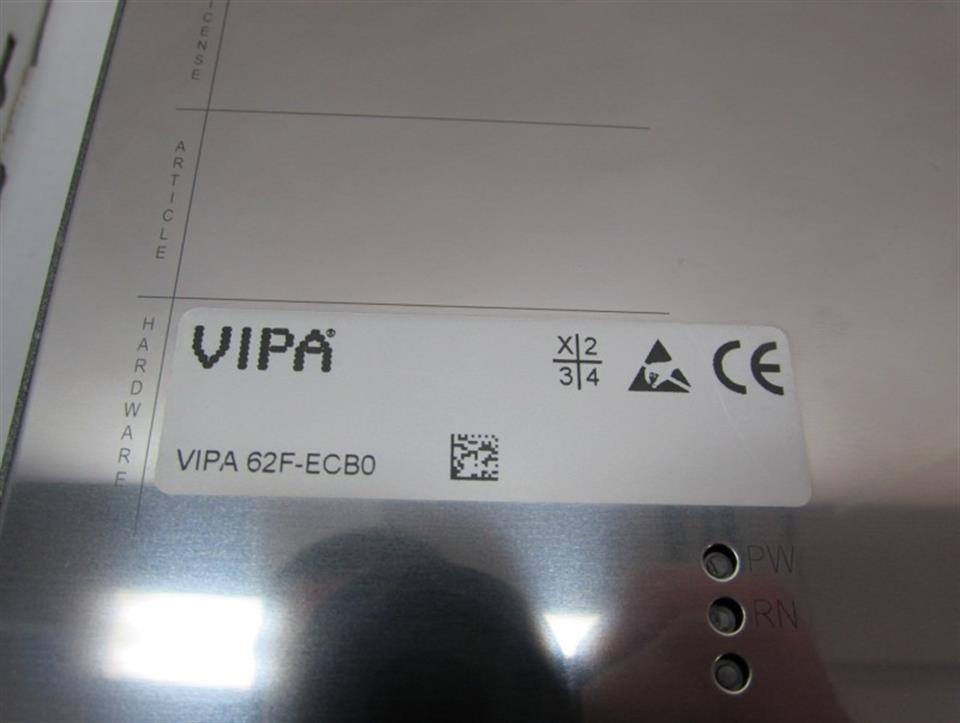 ICENSE
ARTICLE
HARDWARE
VIPA®
X 2
3 4
CE
VIPA 62F-ECB0
PW
RN